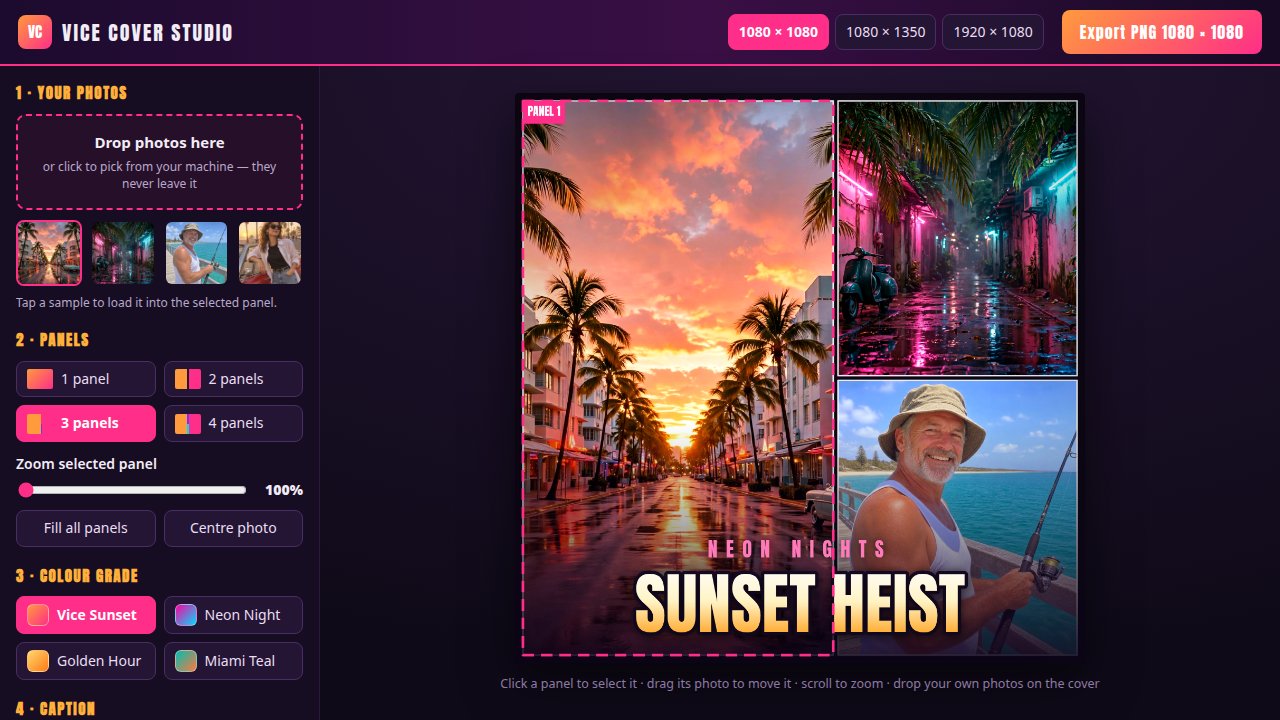 VC VICE COVER STUDIO
1080 × 1080
1080 × 1350
1920 × 1080
Export PNG 1080 × 1080
1 · YOUR PHOTOS
Drop photos here
or click to pick from your machine — they
never leave it
Tap a sample to load it into the selected panel.
2 · PANELS
1 panel
2 panels
3 panels
4 panels
Zoom selected panel
100%
Fill all panels
Centre photo
3 · COLOUR GRADE
Vice Sunset
Neon Night
Golden Hour
Miami Teal
4 · CAPTION
PANEL 1
NEON NIGHTS
SUNSET HEIST
Click a panel to select it · drag its photo to move it · scroll to zoom · drop your own photos on the cover